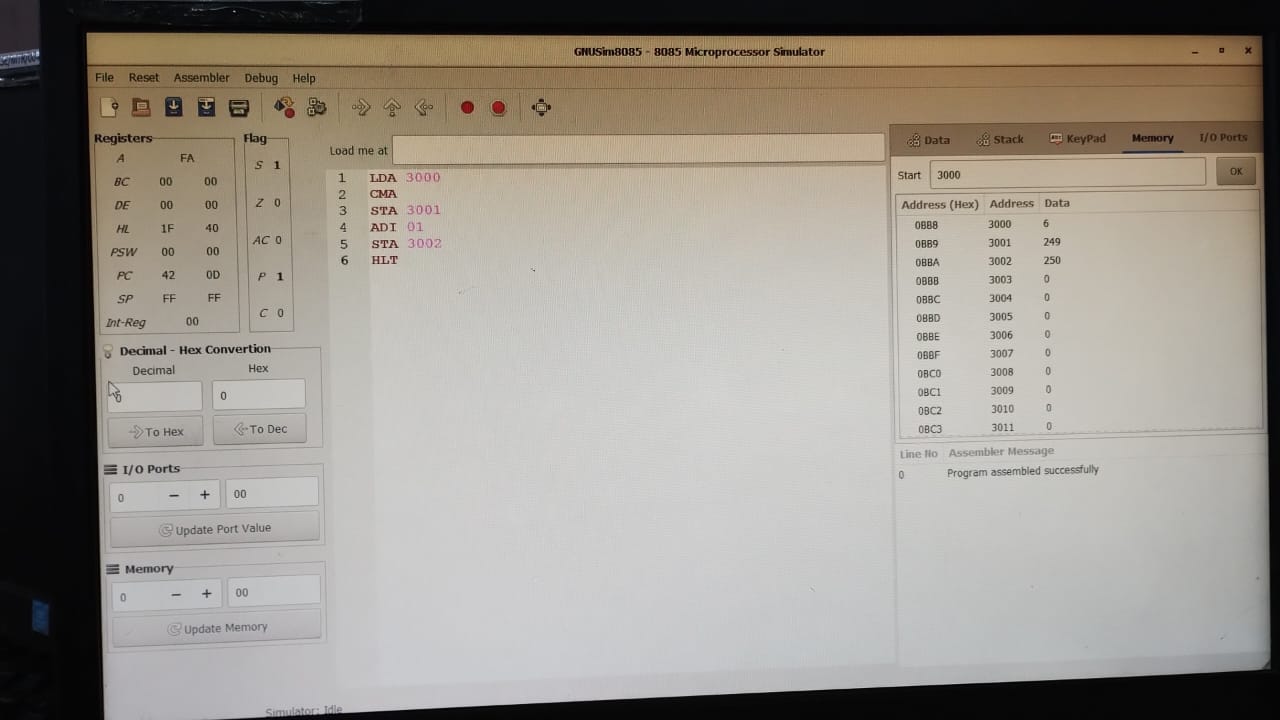 GNUSim8085 - 8085 Microprocessor Simulator
File Reset Assembler Debug Help
Registers
A FA
BC 00 00
DE 00 00
HL 1F 40
PSW 00 00
PC 42 0D
SP FF FF
Int-Reg 00
Flag
S 1
Z 0
AC 0
P 1
C 0
Decimal - Hex Convertion
Decimal Hex
0 0
To Hex To Dec
I/O Ports
0 − + 00
Update Port Value
Memory
0 − + 00
Update Memory
Load me at
1 LDA 3000
2 CMA
3 STA 3001
4 ADI 01
5 STA 3002
6 HLT
Data Stack KeyPad Memory I/O Ports
Start 3000 OK
Address (Hex) Address Data
0BB8 3000 6
0BB9 3001 249
0BBA 3002 250
0BBB 3003 0
0BBC 3004 0
0BBD 3005 0
0BBE 3006 0
0BBF 3007 0
0BC0 3008 0
0BC1 3009 0
0BC2 3010 0
0BC3 3011 0
Line No Assembler Message
0 Program assembled successfully
Simulator: Idle